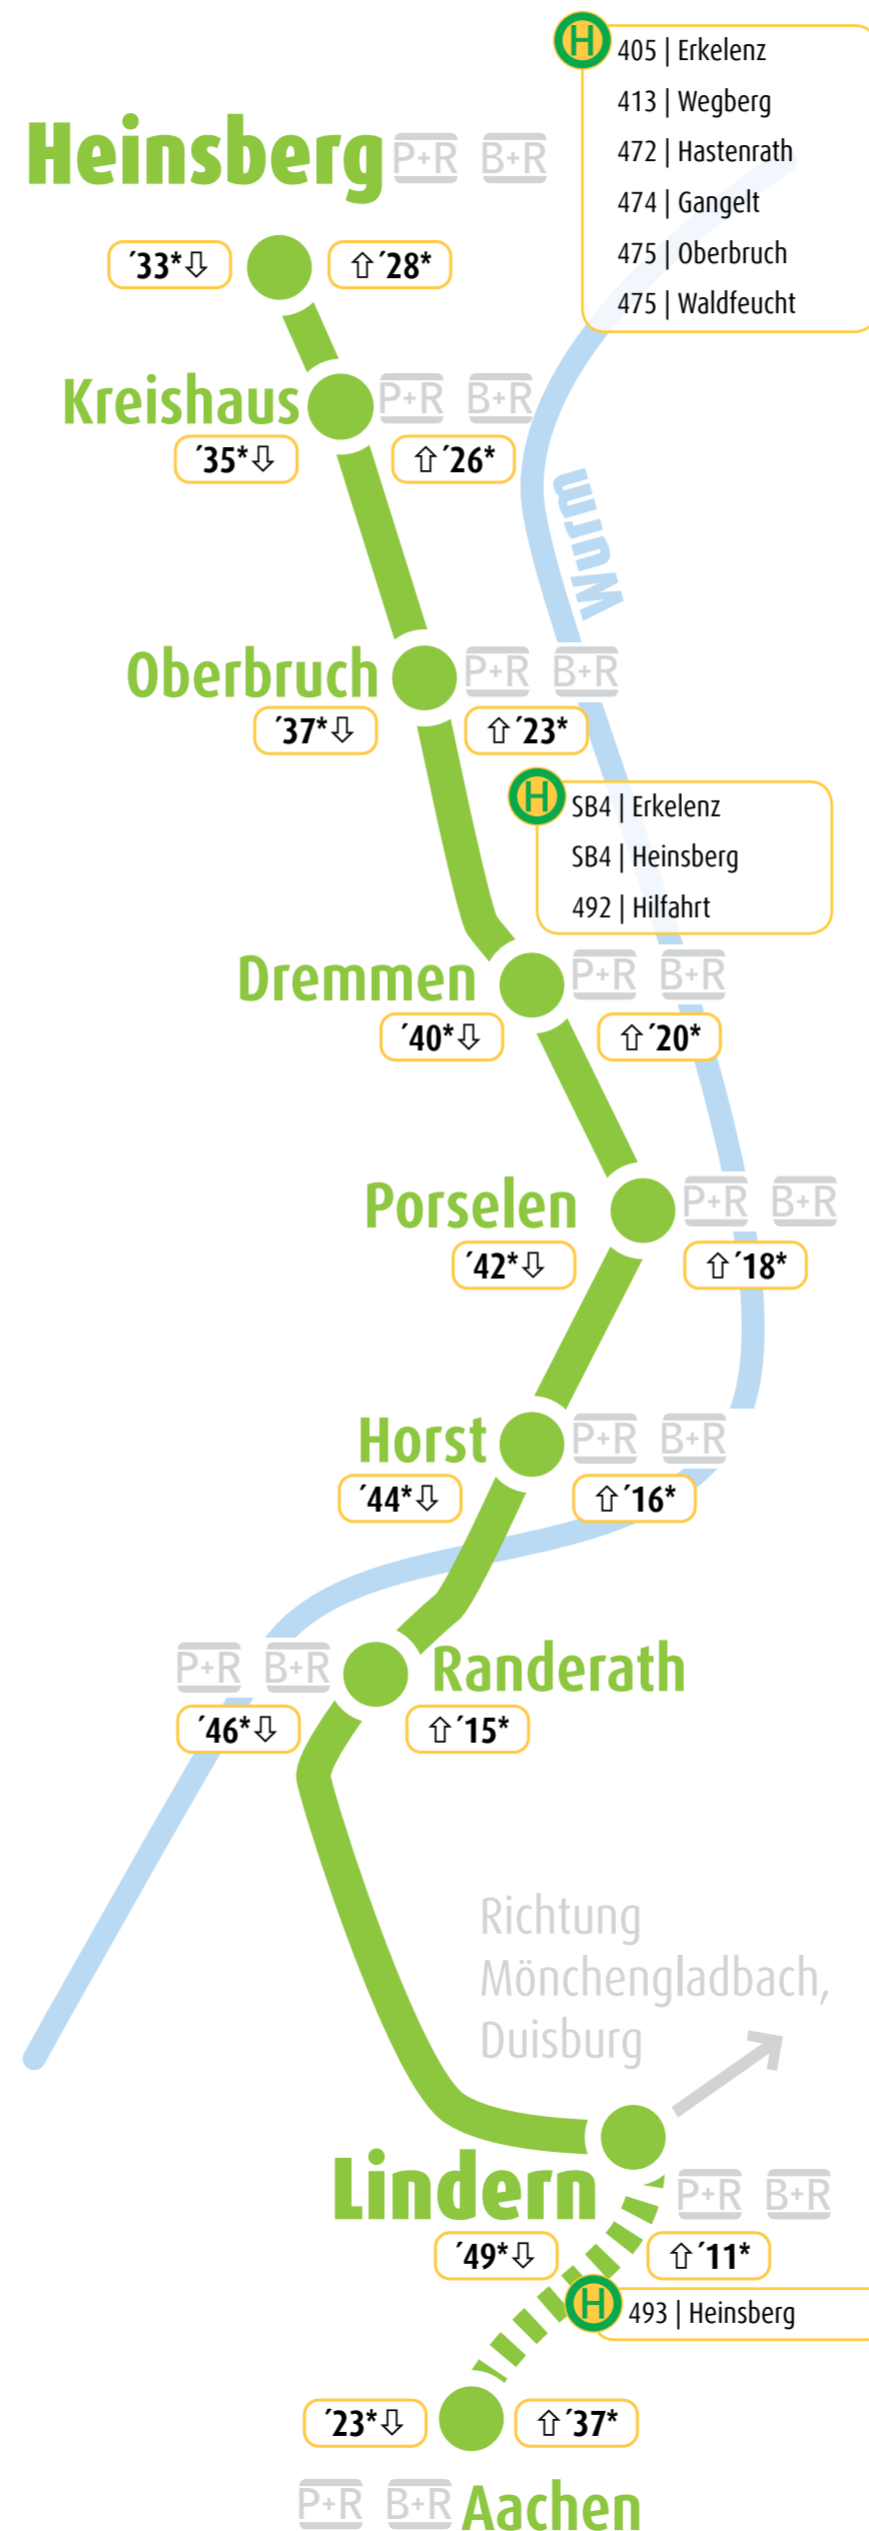 H 405 | Erkelenz
413 | Wegberg
472 | Hastenrath
474 | Gangelt
475 | Oberbruch
475 | Waldfeucht
Heinsberg P+R B+R
´33*⇩ ⇧´28*
Kreishaus P+R B+R
´35*⇩ ⇧´26*
Wurm
Oberbruch P+R B+R
´37*⇩ ⇧´23*
H SB4 | Erkelenz
SB4 | Heinsberg
492 | Hilfahrt
Dremmen P+R B+R
´40*⇩ ⇧´20*
Porselen P+R B+R
´42*⇩ ⇧´18*
Horst P+R B+R
´44*⇩ ⇧´16*
P+R B+R Randerath
´46*⇩ ⇧´15*
Richtung
Mönchengladbach,
Duisburg
Lindern P+R B+R
´49*⇩ ⇧´11*
H 493 | Heinsberg
´23*⇩ ⇧´37*
P+R B+R Aachen